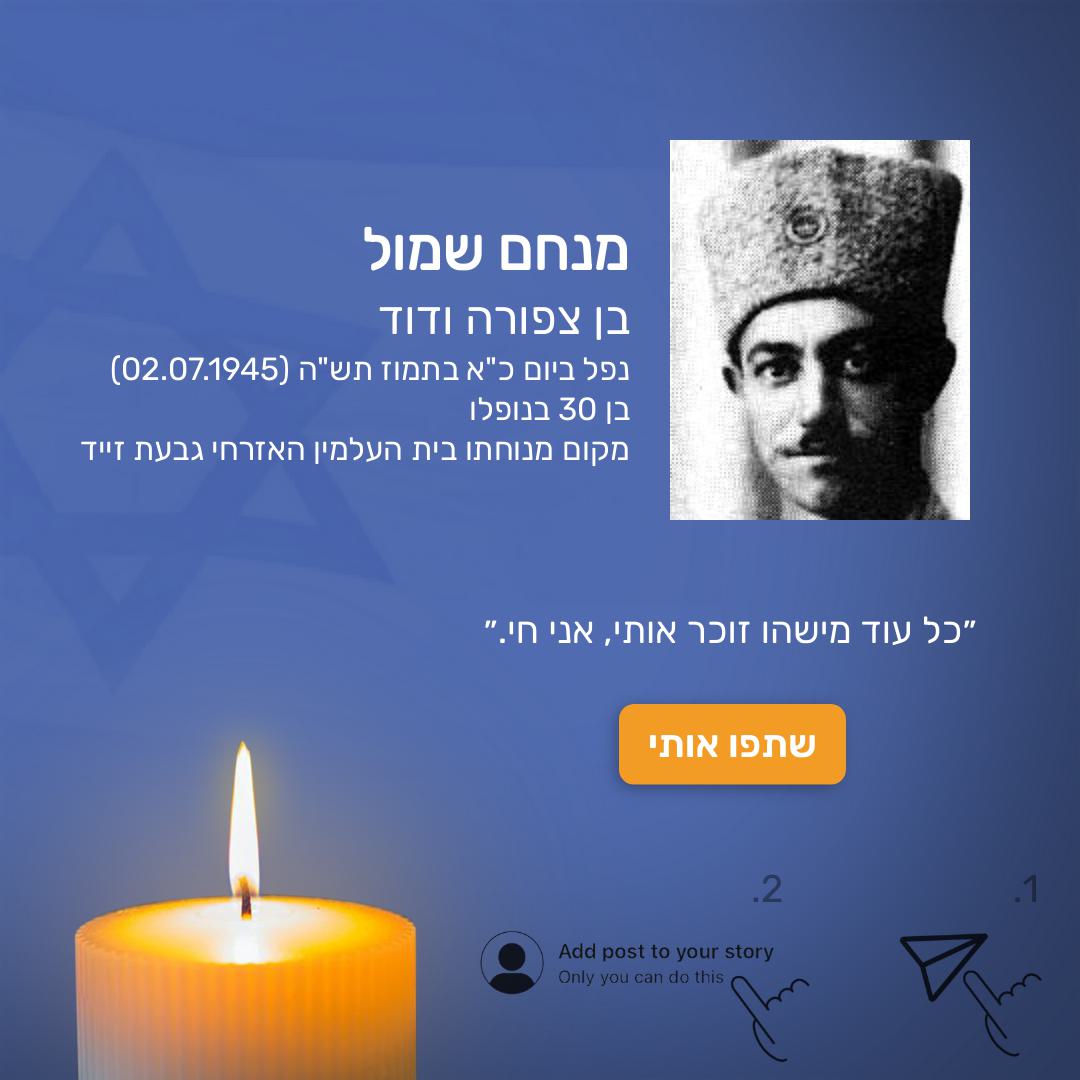 מנחם שמול
בן צפורה ודוד
נפל ביום כ"א בתמוז תש"ה (02.07.1945)
בן 30 בנופלו
מקום מנוחתו בית העלמין האזרחי גבעת זייד
״כל עוד מישהו זוכר אותי, אני חי.״
שתפו אותי
1.
2.
Add post to your story
Only you can do this